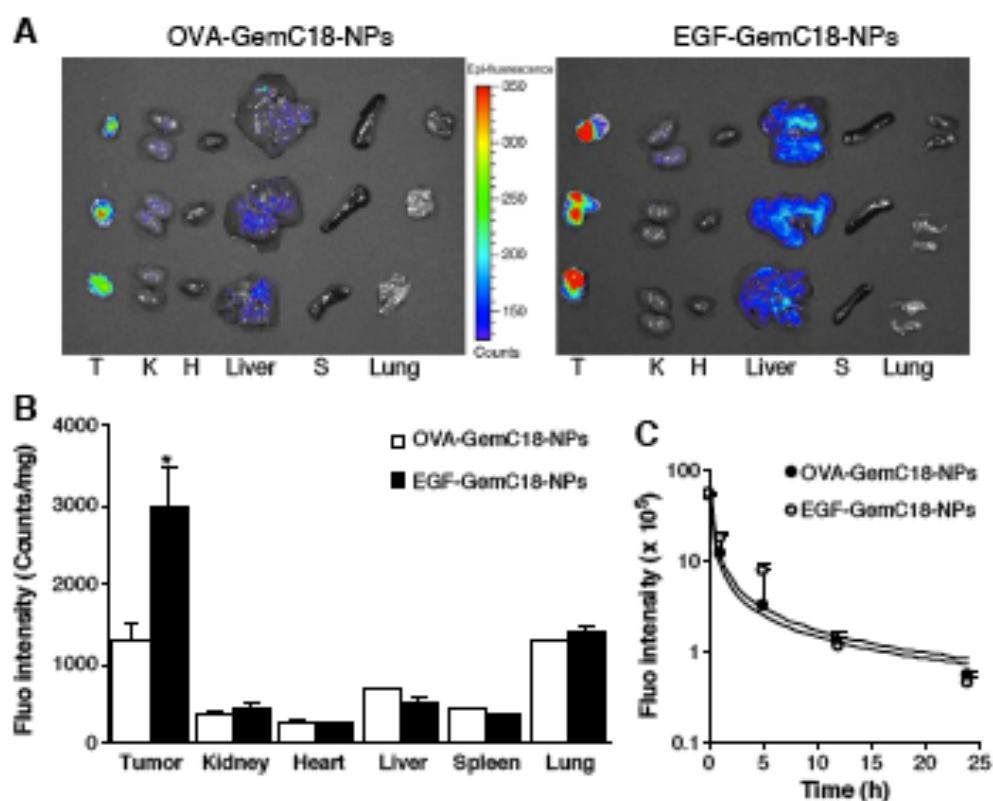 A
OVA-GemC18-NPs
EGF-GemC18-NPs
Epi-fluorescence
350
300
250
200
150
Counts
T K H Liver S Lung
T K H Liver S Lung
B
Fluo intensity (Counts/mg)
4000
3000
2000
1000
0
*
OVA-GemC18-NPs
EGF-GemC18-NPs
Tumor Kidney Heart Liver Spleen Lung
C
Fluo intensity (x 10⁵)
100
10
1
0.1
OVA-GemC18-NPs
EGF-GemC18-NPs
0 5 10 15 20 25
Time (h)